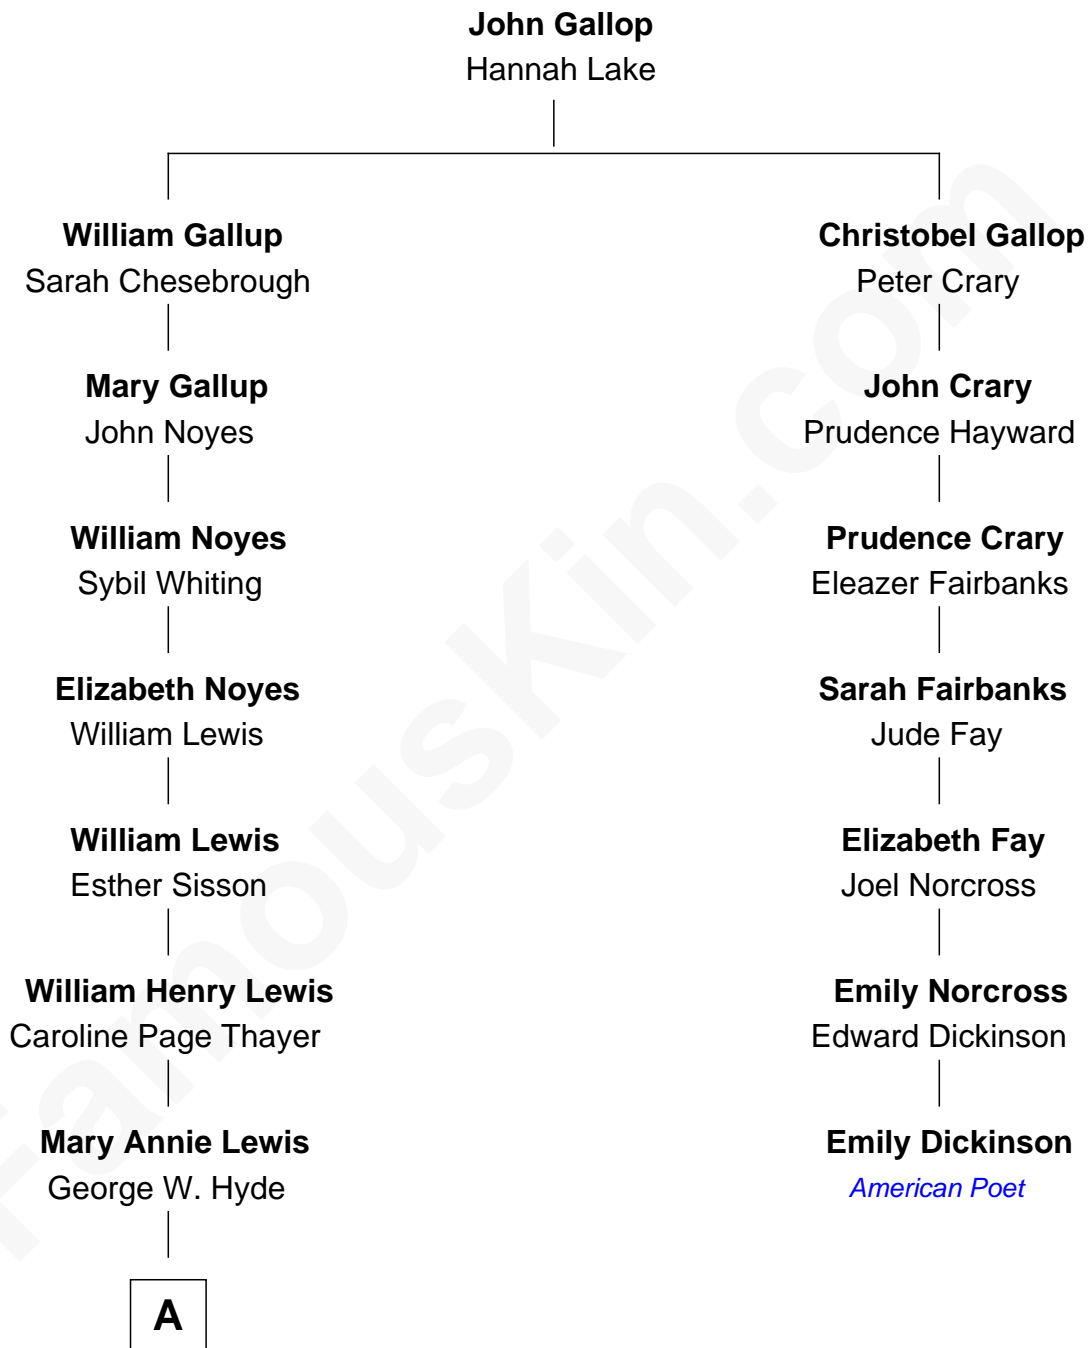 John Gallop
Hannah Lake
William Gallup
Sarah Chesebrough
Christobel Gallop
Peter Crary
Mary Gallup
John Noyes
John Crary
Prudence Hayward
William Noyes
Sybil Whiting
Prudence Crary
Eleazer Fairbanks
Elizabeth Noyes
William Lewis
Sarah Fairbanks
Jude Fay
William Lewis
Esther Sisson
Elizabeth Fay
Joel Norcross
William Henry Lewis
Caroline Page Thayer
Emily Norcross
Edward Dickinson
Mary Annie Lewis
George W. Hyde
Emily Dickinson
American Poet
A
FamousKin.com